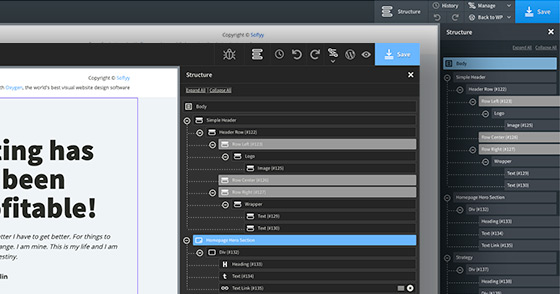 Structure
History
Manage
Back to WP
Save
Copyright © Soflyy.
Structure
Expand All | Collapse All
Body
Simple Header
Header Row (#122)
Row Left (#123)
Logo
Image (#125)
Row Center (#126)
Row Right (#127)
Wrapper
Text (#129)
Text (#130)
Homepage Hero Section
Div (#132)
Heading (#133)
Text (#134)
Text Link (#135)
Strategy
Div (#137)
Heading (#138)
Text (#139)
Save
Structure
Expand All | Collapse All
Body
Simple Header
Header Row (#122)
Row Left (#123)
Logo
Image (#125)
Row Center (#126)
Row Right (#127)
Wrapper
Text (#129)
Text (#130)
Homepage Hero Section
Div (#132)
Heading (#133)
Text (#134)
Text Link (#135)
Copyright © Soflyy.
th Oxygen, the world's best visual website design software
ting has
been
fitable!
tter I have to get better. For things to
ange. I am mine. This is my life and I am
estiny.
lin